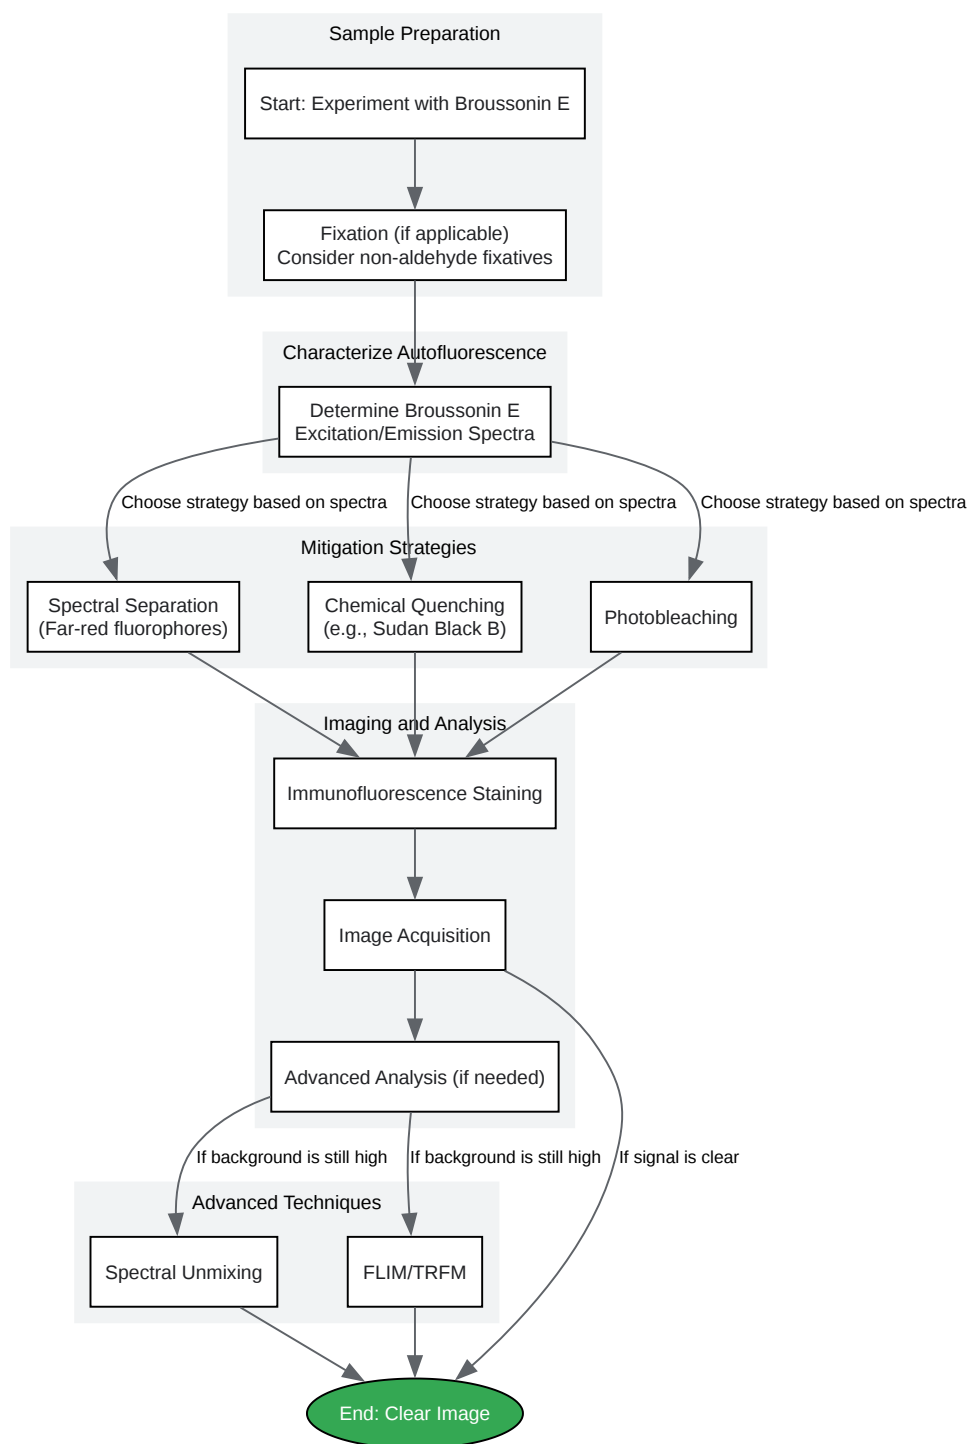 Sample Preparation
Start: Experiment with Broussonin E
Fixation (if applicable)
Consider non-aldehyde fixatives
Characterize Autofluorescence
Determine Broussonin E
Excitation/Emission Spectra
Choose strategy based on spectra
Choose strategy based on spectra
Choose strategy based on spectra
Mitigation Strategies
Spectral Separation
(Far-red fluorophores)
Chemical Quenching
(e.g., Sudan Black B)
Photobleaching
Imaging and Analysis
Immunofluorescence Staining
Image Acquisition
Advanced Analysis (if needed)
If background is still high
If background is still high
If signal is clear
Advanced Techniques
Spectral Unmixing
FLIM/TRFM
End: Clear Image